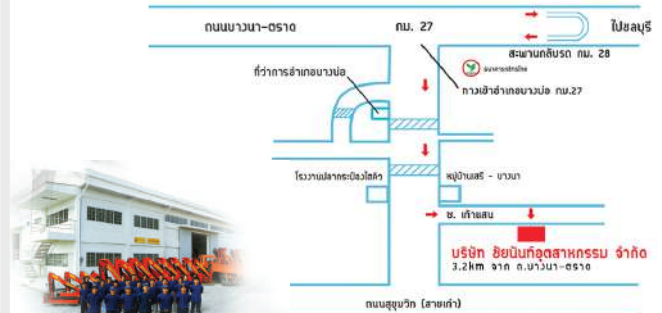 ถนนบางนา-ตราด
กม. 27
ไปชลบุรี
สะพานกลับรถ กม. 28
ธนาคารกสิกรไทย
ที่ว่าการอำเภอบางบ่อ
ทางเข้าอำเภอบางบ่อ กม.27
โรงงานปลากระป๋องไฮคิว
หมู่บ้านเสรี - บางนา
ซ. เก้าแสน
บริษัท ชัยนันท์อุตสาหกรรม จำกัด
3.2km จาก ถ.บางนา-ตราด
ถนนสุขุมวิท (สายเก่า)